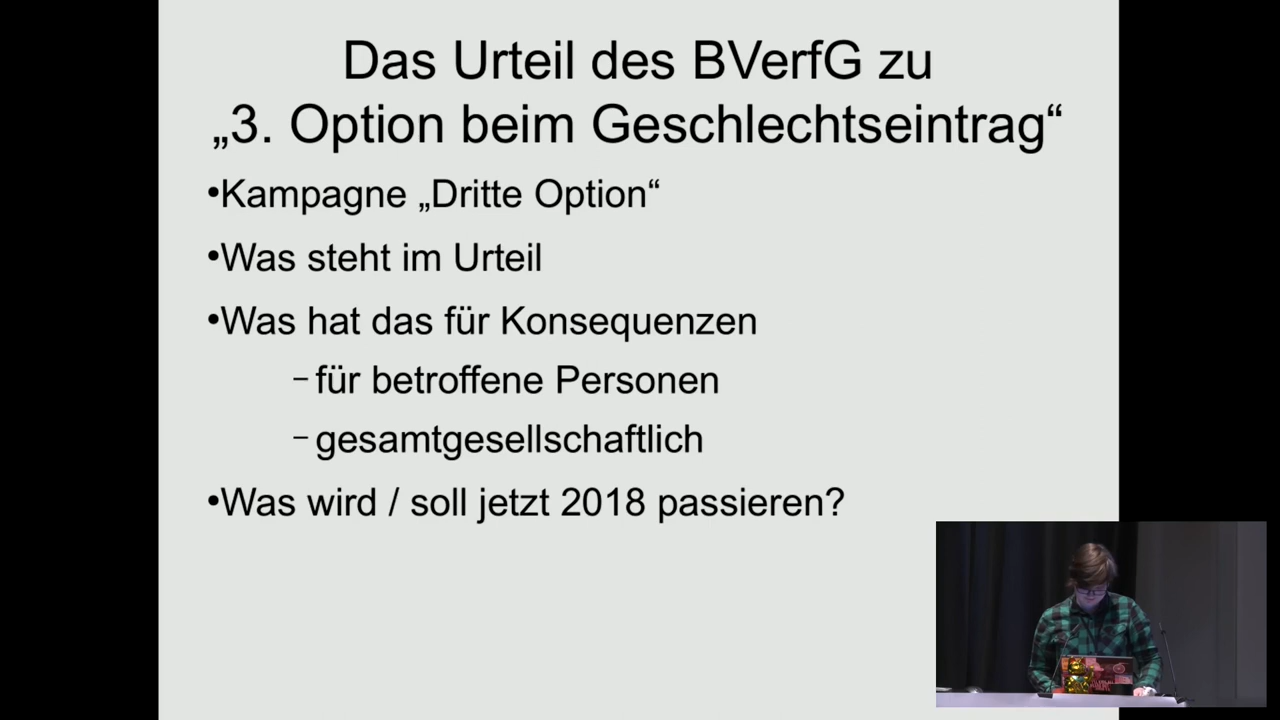 Das Urteil des BVerfG zu
„3. Option beim Geschlechtseintrag“
•Kampagne „Dritte Option“
•Was steht im Urteil
•Was hat das für Konsequenzen
– für betroffene Personen
– gesamtgesellschaftlich
•Was wird / soll jetzt 2018 passieren?